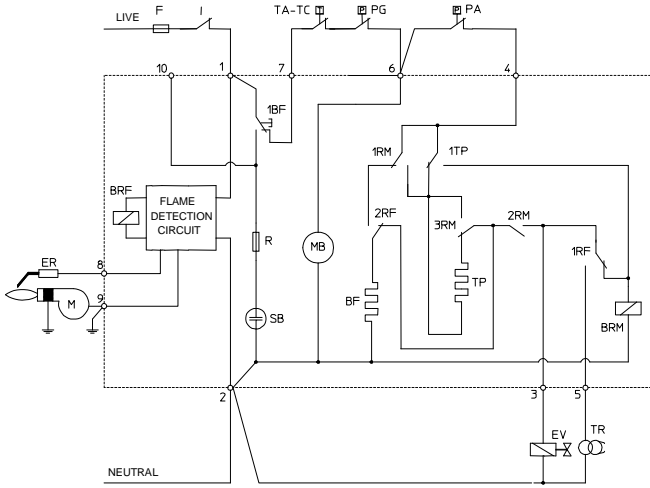 LIVE F I TA-TC T P PG P PA
10 1 7 6 4
1BF
1RM 1TP
BRF
FLAME
DETECTION
CIRCUIT
2RF 3RM 2RM
R MB 1RF
ER 8
TP
BF
M 9
SB BRM
2 3 5
EV TR
NEUTRAL